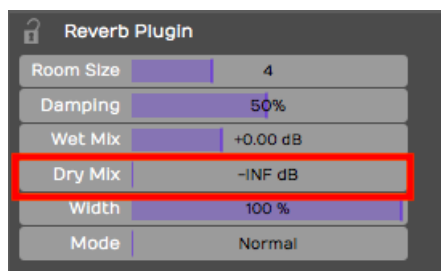 Reverb Plugin
Room Size 4
Damping 50%
Wet Mix +0.00 dB
Dry Mix -INF dB
Width 100 %
Mode Normal